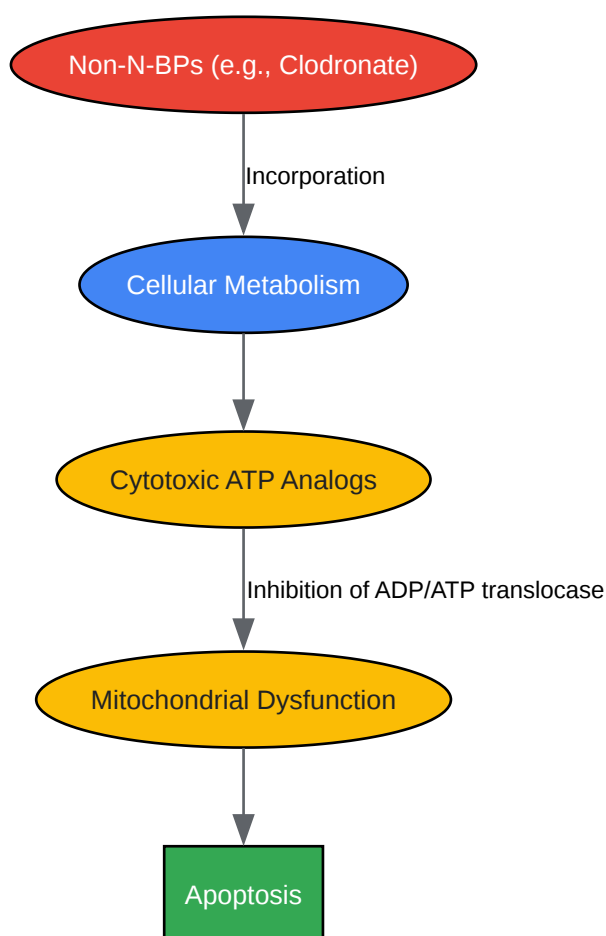 Non-N-BPs (e.g., Clodronate)
Incorporation
Cellular Metabolism
Cytotoxic ATP Analogs
Inhibition of ADP/ATP translocase
Mitochondrial Dysfunction
Apoptosis